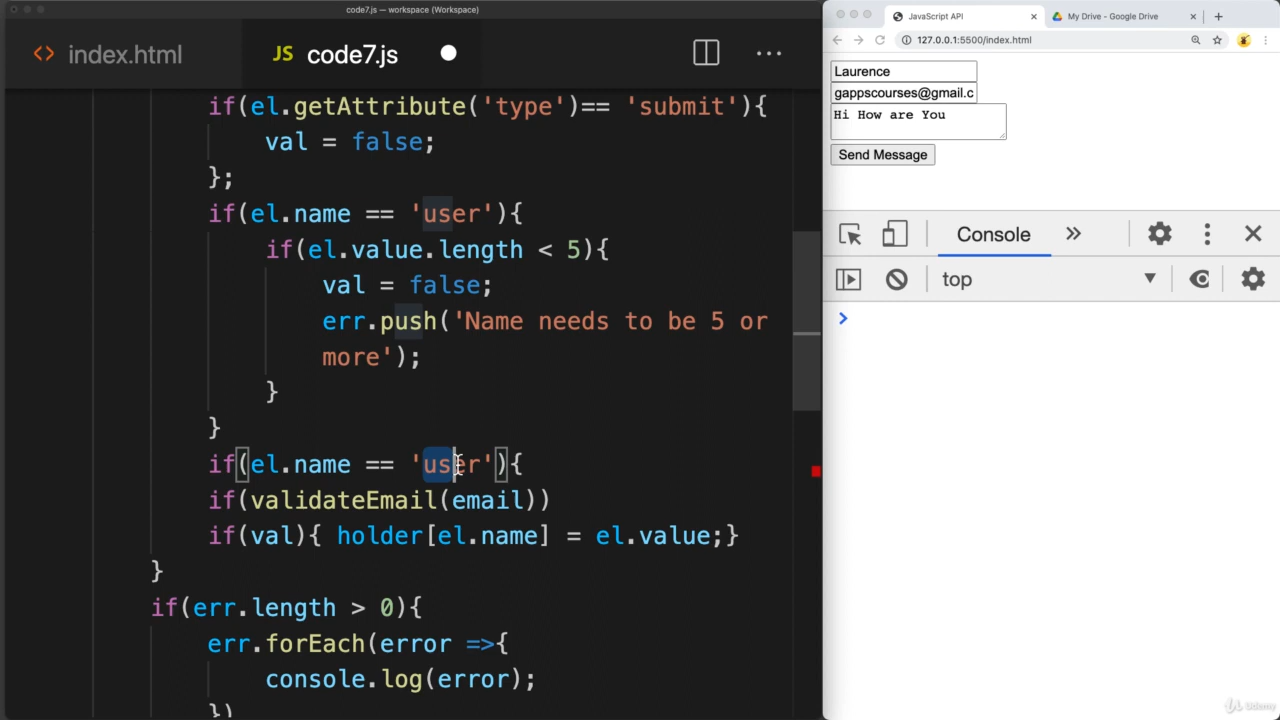 code7.js — workspace (Workspace)
<> index.html
JS code7.js
if(el.getAttribute('type')== 'submit'){
val = false;
};
if(el.name == 'user'){
if(el.value.length < 5){
val = false;
err.push('Name needs to be 5 or
more');
}
}
if(el.name == 'user'){
if(validateEmail(email))
if(val){ holder[el.name] = el.value;}
}
if(err.length > 0){
err.forEach(error =>{
console.log(error);
})
JavaScript API
My Drive - Google Drive
127.0.0.1:5500/index.html
Laurence
gappscourses@gmail.c
Hi How are You
Send Message
Console
top
Udemy